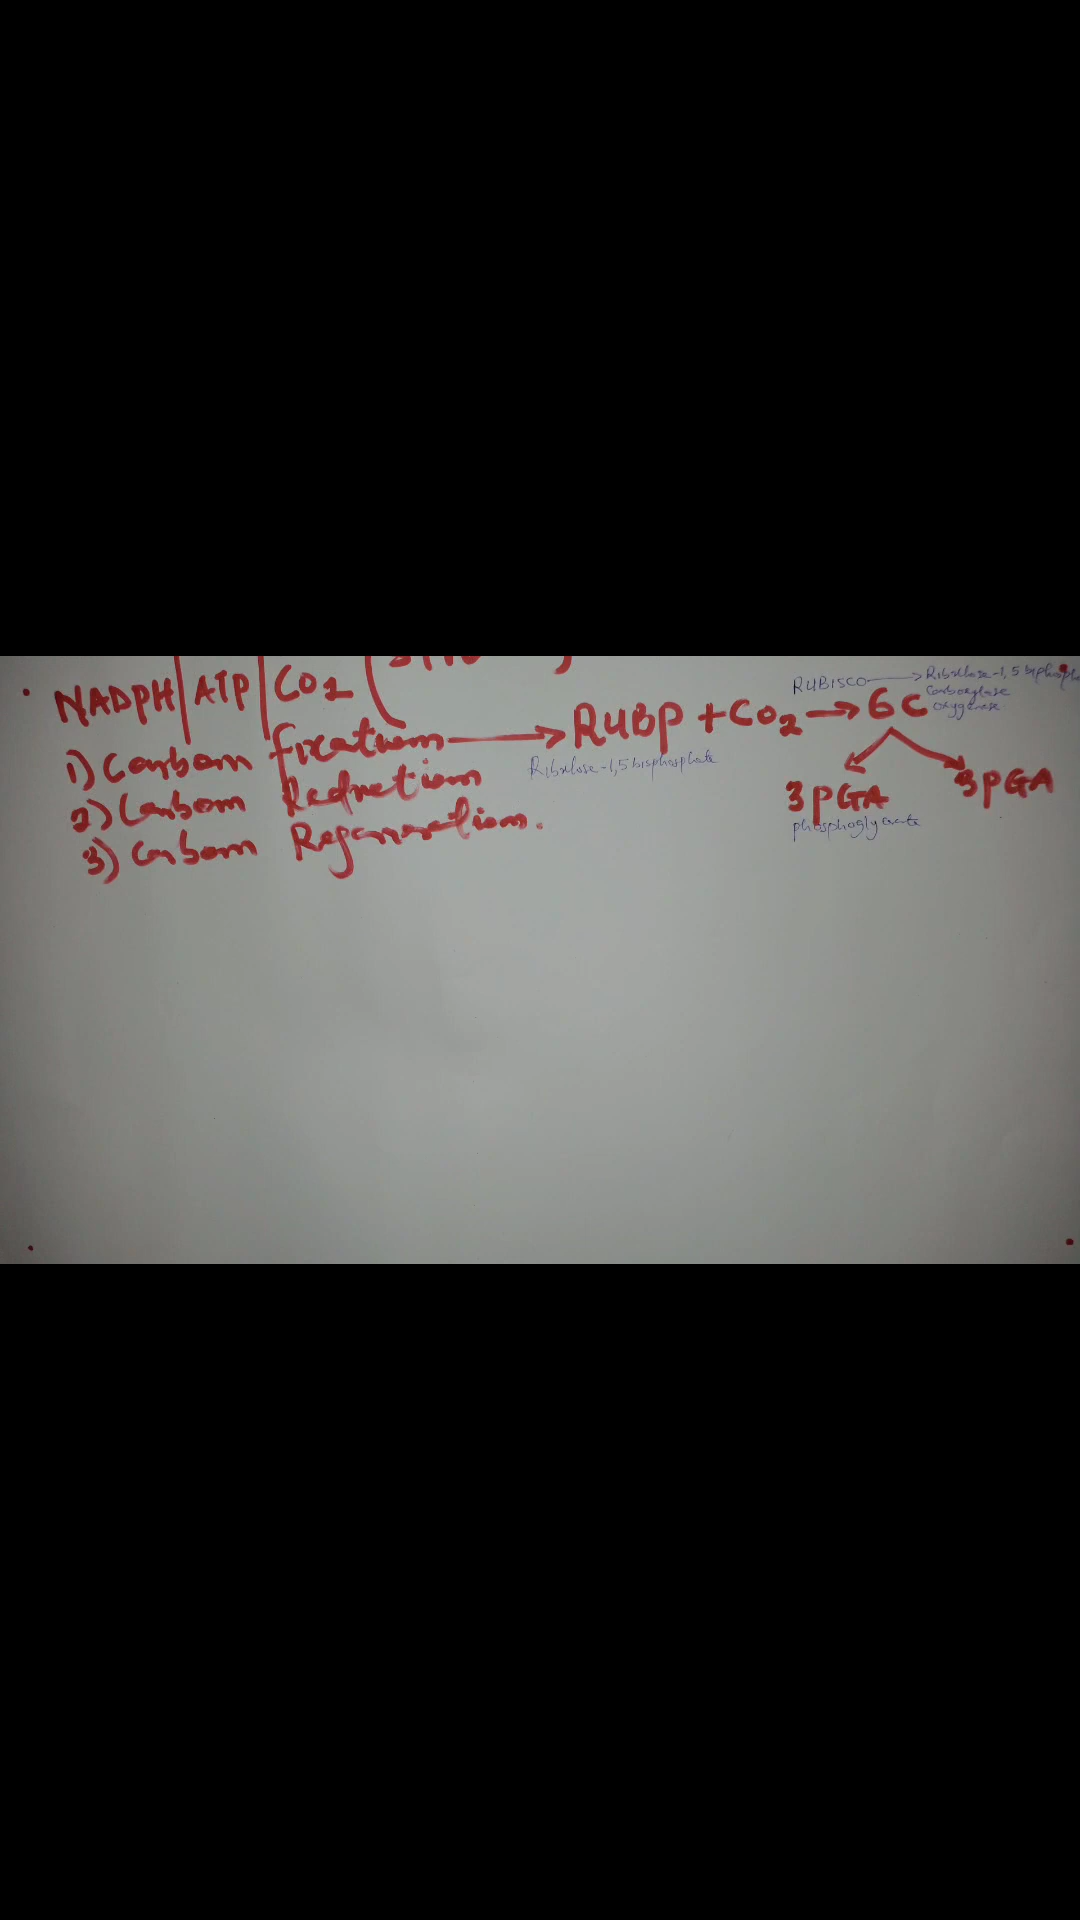 NADPH | ATP | CO2 (
1) Carbon fixation → RUBP + CO2 → 6C
Ribulose-1,5 bisphosphate
RUBISCO → Ribulose-1,5 bisphospha
Carboxylase
oxygenase
2) Carbon Reduction
3PGA 3PGA
phosphoglycerate
3) Carbon Regeneration.